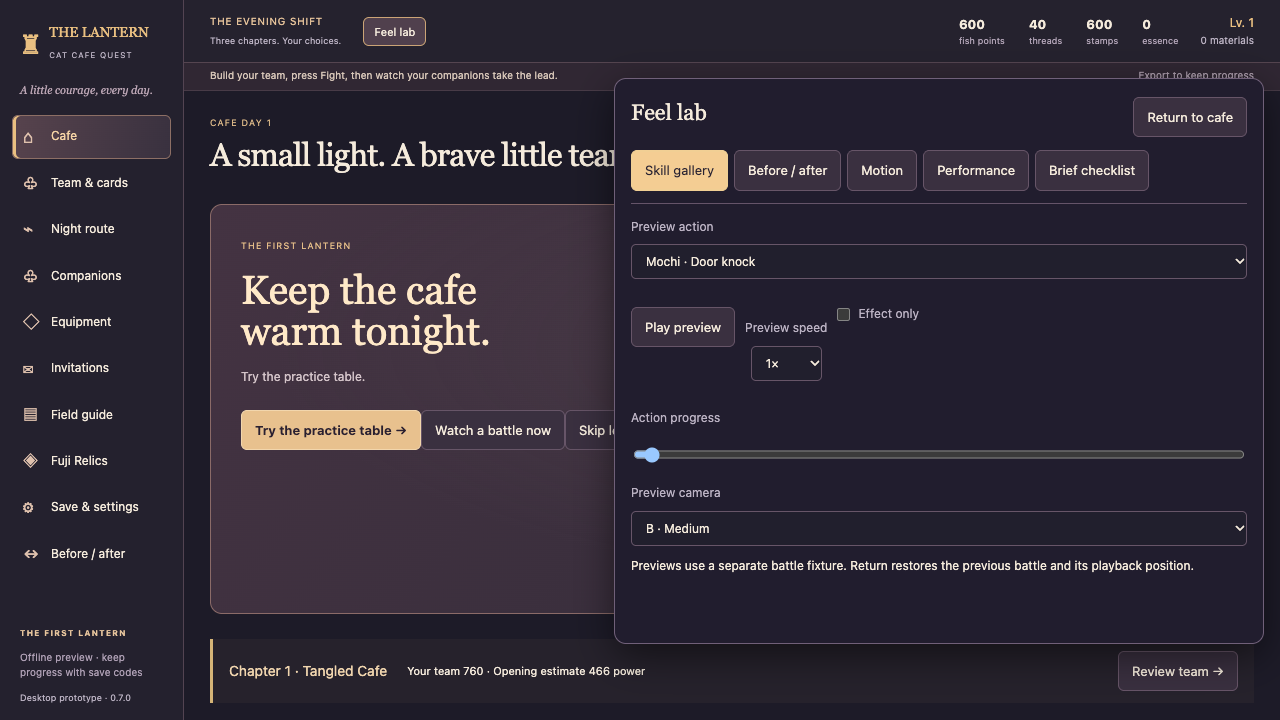 THE LANTERN
CAT CAFE QUEST
A little courage, every day.
Cafe
Team & cards
Night route
Companions
Equipment
Invitations
Field guide
Fuji Relics
Save & settings
Before / after
THE FIRST LANTERN
Offline preview · keep
progress with save codes
Desktop prototype · 0.7.0
THE EVENING SHIFT
Three chapters. Your choices.
Feel lab
600
fish points
40
threads
600
stamps
0
essence
Lv. 1
0 materials
Build your team, press Fight, then watch your companions take the lead.
Export to keep progress
CAFE DAY 1
A small light. A brave little
THE FIRST LANTERN
Keep the cafe
warm tonight.
Try the practice table.
Try the practice table →
Watch a battle now
Skip
Feel lab
Return to cafe
Skill gallery
Before / after
Motion
Performance
Brief checklist
Preview action
Mochi · Door knock
Play preview
Preview speed
1×
Effect only
Action progress
Preview camera
B · Medium
Previews use a separate battle fixture. Return restores the previous battle and its playback position.
Chapter 1 · Tangled Cafe
Your team 760 · Opening estimate 466 power
Review team →